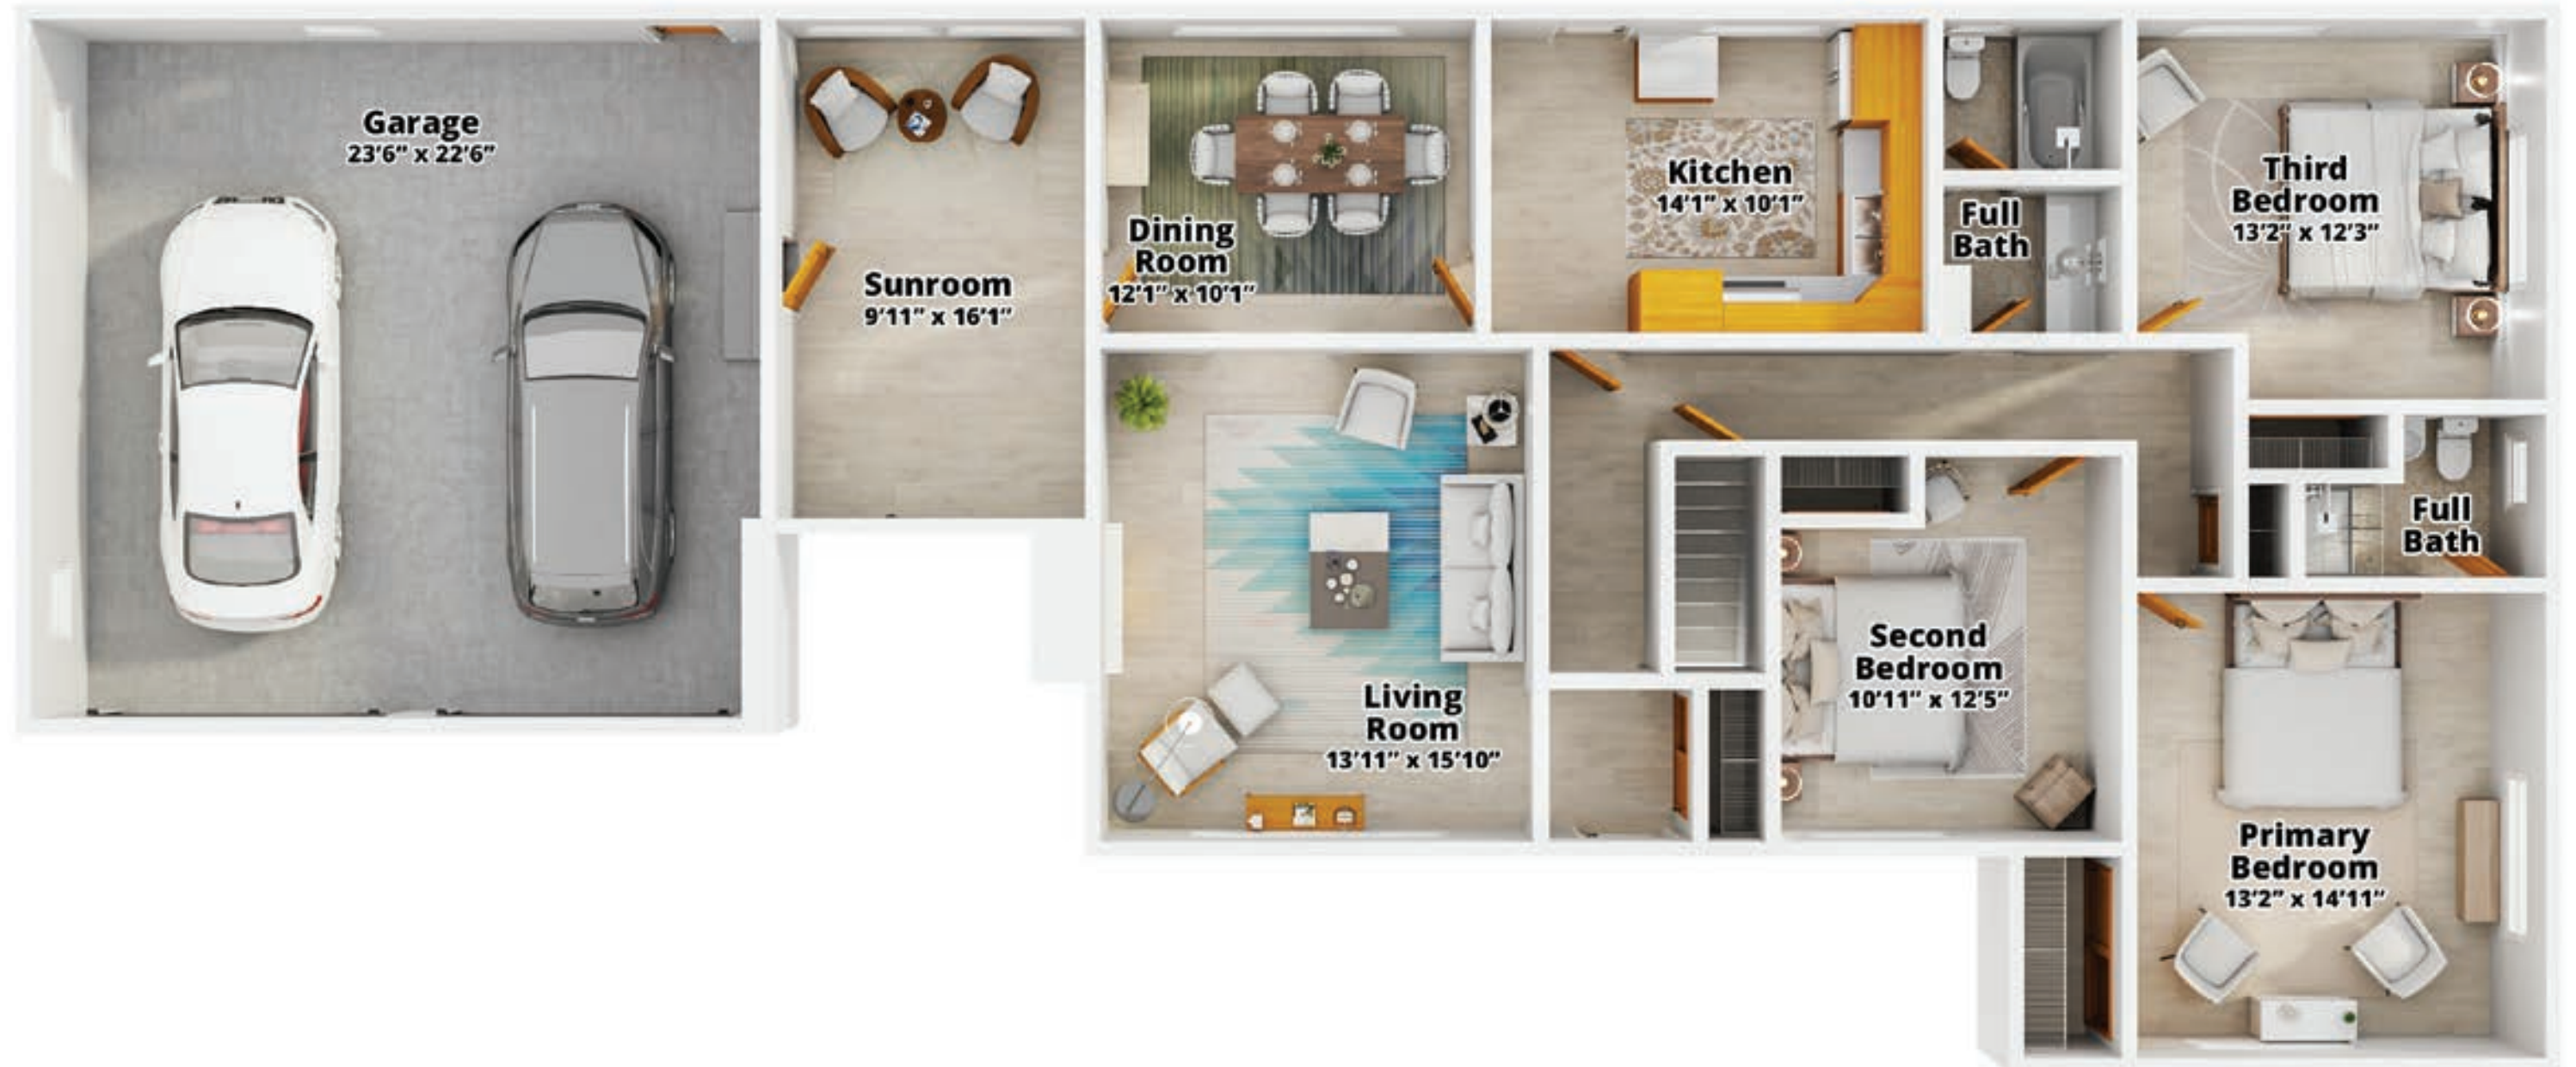 Garage
23'6” x 22'6”
Sunroom
9'11” x 16'1”
Dining
Room
12'1” x 10'1”
Kitchen
14'1” x 10'1”
Full
Bath
Third
Bedroom
13'2” x 12'3”
Living
Room
13'11” x 15'10”
Second
Bedroom
10'11” x 12'5”
Full
Bath
Primary
Bedroom
13'2” x 14'11”